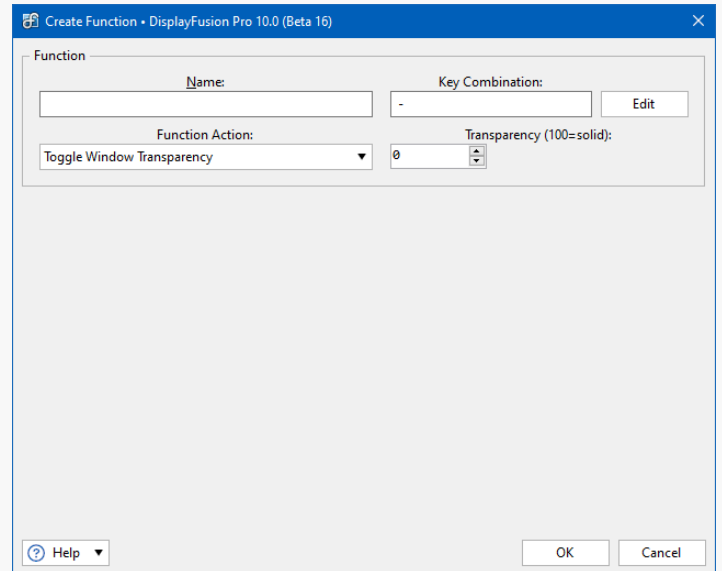 Create Function • DisplayFusion Pro 10.0 (Beta 16)
Function
Name: Key Combination:
- Edit
Function Action: Transparency (100=solid):
Toggle Window Transparency 0
Help OK Cancel